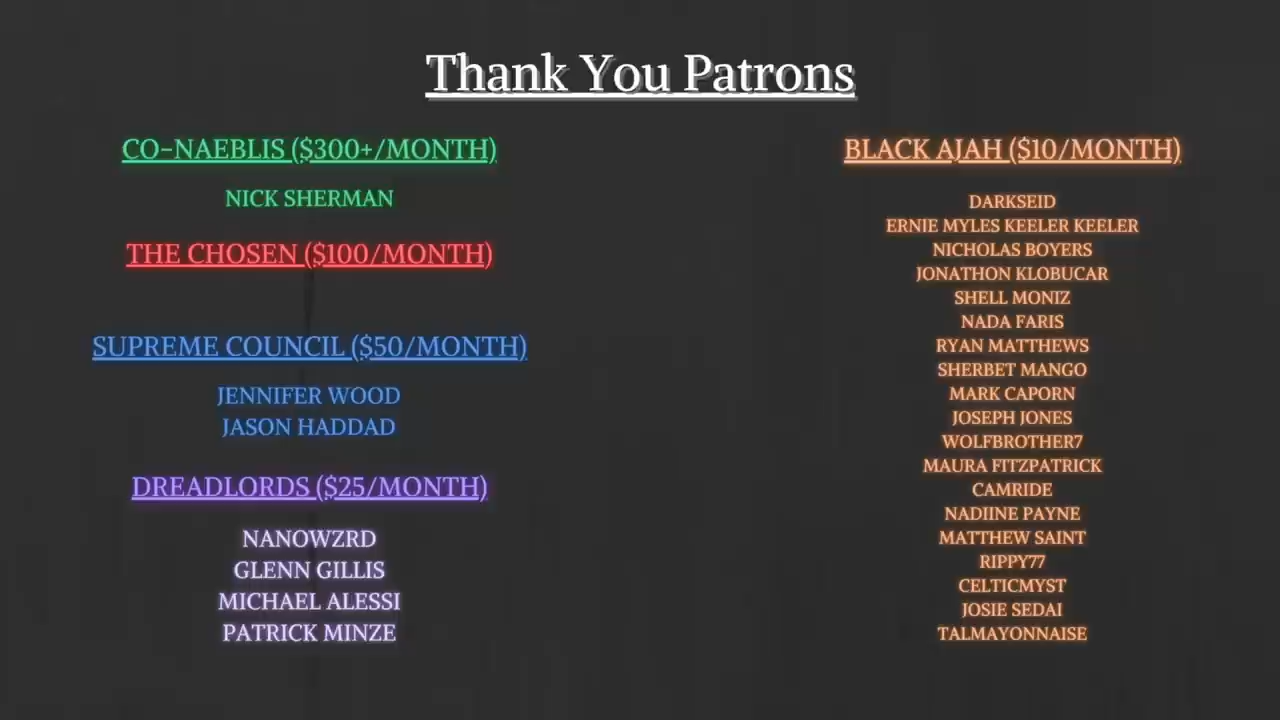 Thank You Patrons
CO-NAEBLIS ($300+/MONTH)
NICK SHERMAN
THE CHOSEN ($100/MONTH)
SUPREME COUNCIL ($50/MONTH)
JENNIFER WOOD
JASON HADDAD
DREADLORDS ($25/MONTH)
NANOWZRD
GLENN GILLIS
MICHAEL ALESSI
PATRICK MINZE
BLACK AJAH ($10/MONTH)
DARKSEID
ERNIE MYLES KEELER KEELER
NICHOLAS BOYERS
JONATHON KLOBUCAR
SHELL MONIZ
NADA FARIS
RYAN MATTHEWS
SHERBET MANGO
MARK CAPORN
JOSEPH JONES
WOLFBROTHER7
MAURA FITZPATRICK
CAMRIDE
NADIINE PAYNE
MATTHEW SAINT
RIPPY77
CELTICMYST
JOSIE SEDAI
TALMAYONNAISE